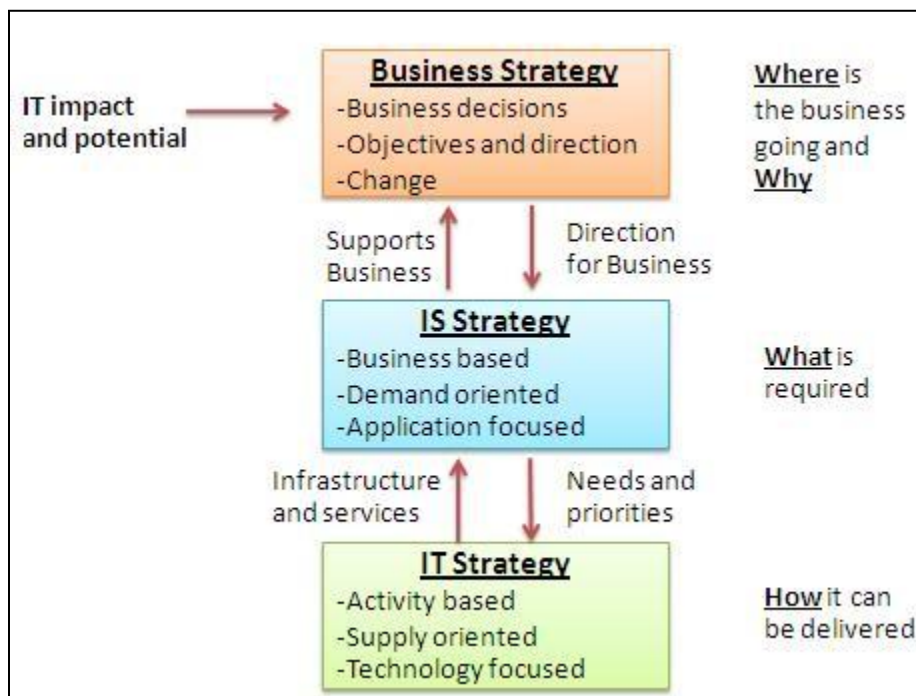 Business Strategy
-Business decisions
-Objectives and direction
-Change
IT impact
and potential
Where is
the business
going and
Why
Supports
Business
Direction
for Business
IS Strategy
-Business based
-Demand oriented
-Application focused
What is
required
Infrastructure
and services
Needs and
priorities
IT Strategy
-Activity based
-Supply oriented
-Technology focused
How it can
be delivered